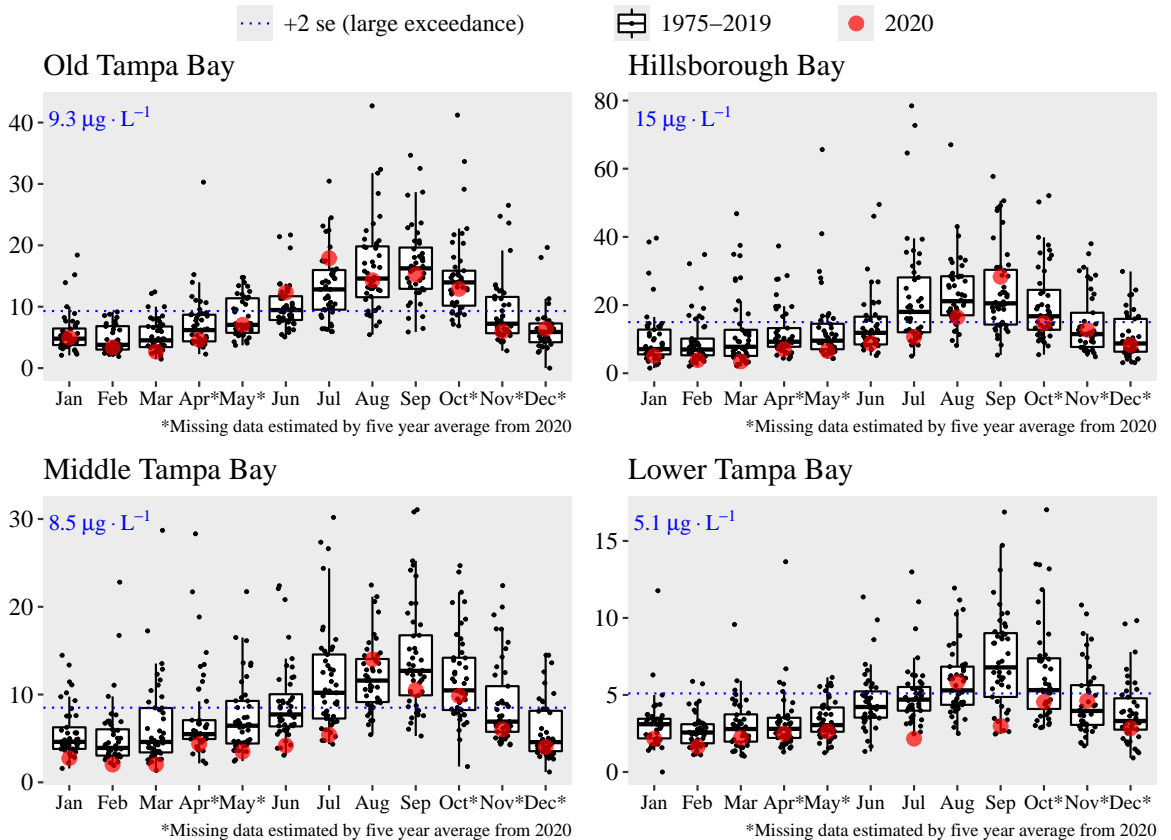 +2 se (large exceedance) 1975−2019 2020
Old Tampa Bay
9.3 μg ⋅ L−1
40
30
20
10
0
Jan Feb Mar Apr* May* Jun Jul Aug Sep Oct* Nov* Dec*
*Missing data estimated by five year average from 2020
Hillsborough Bay
15 μg ⋅ L−1
80
60
40
20
0
Jan Feb Mar Apr* May* Jun Jul Aug Sep Oct* Nov* Dec*
*Missing data estimated by five year average from 2020
Middle Tampa Bay
8.5 μg ⋅ L−1
30
20
10
0
Jan Feb Mar Apr* May* Jun Jul Aug Sep Oct* Nov* Dec*
*Missing data estimated by five year average from 2020
Lower Tampa Bay
5.1 μg ⋅ L−1
15
10
5
0
Jan Feb Mar Apr* May* Jun Jul Aug Sep Oct* Nov* Dec*
*Missing data estimated by five year average from 2020